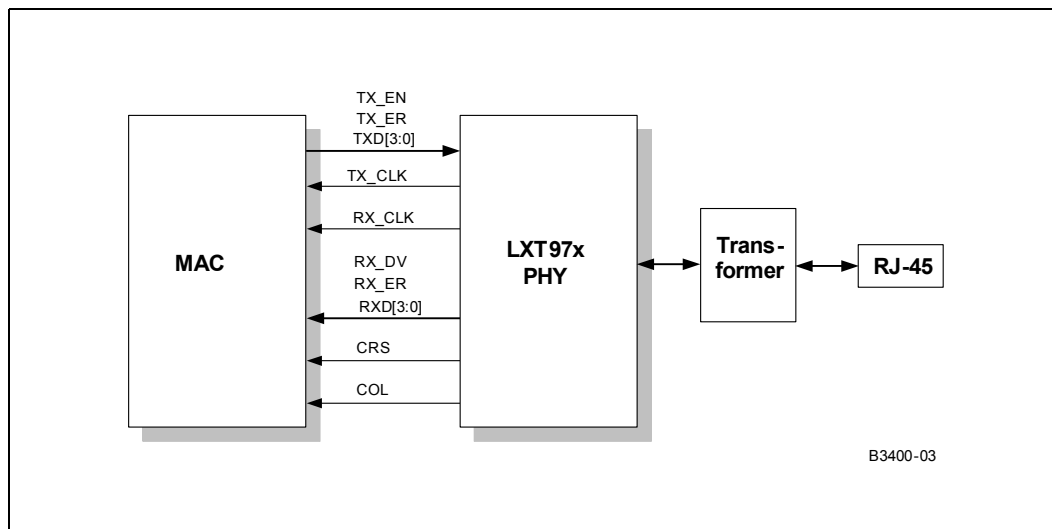 TX_EN
TX_ER
TXD[3:0]
TX_CLK
RX_CLK
MAC
RX_DV
RX_ER
RXD[3:0]
CRS
COL
LXT97x
PHY
Trans-
former
RJ-45
B3400-03